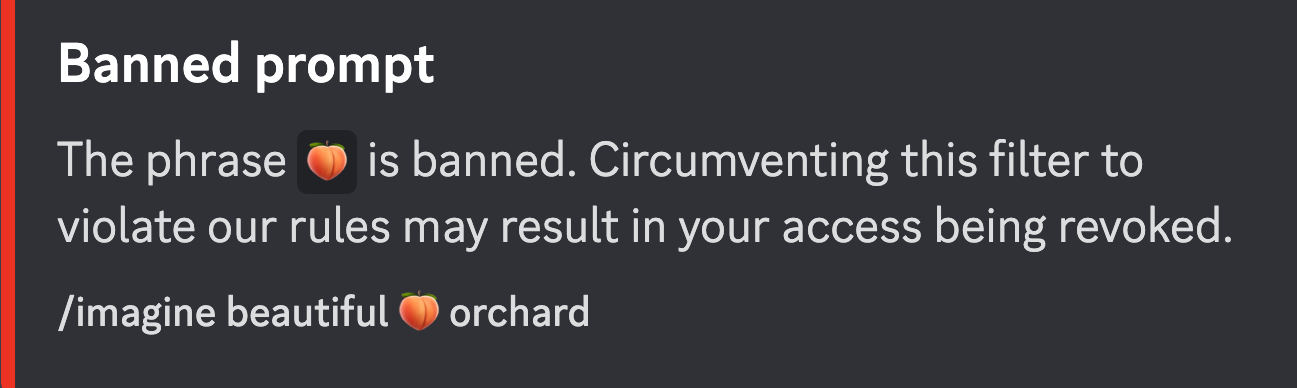 Banned prompt
The phrase 🍑 is banned. Circumventing this filter to
violate our rules may result in your access being revoked.
/imagine beautiful 🍑 orchard